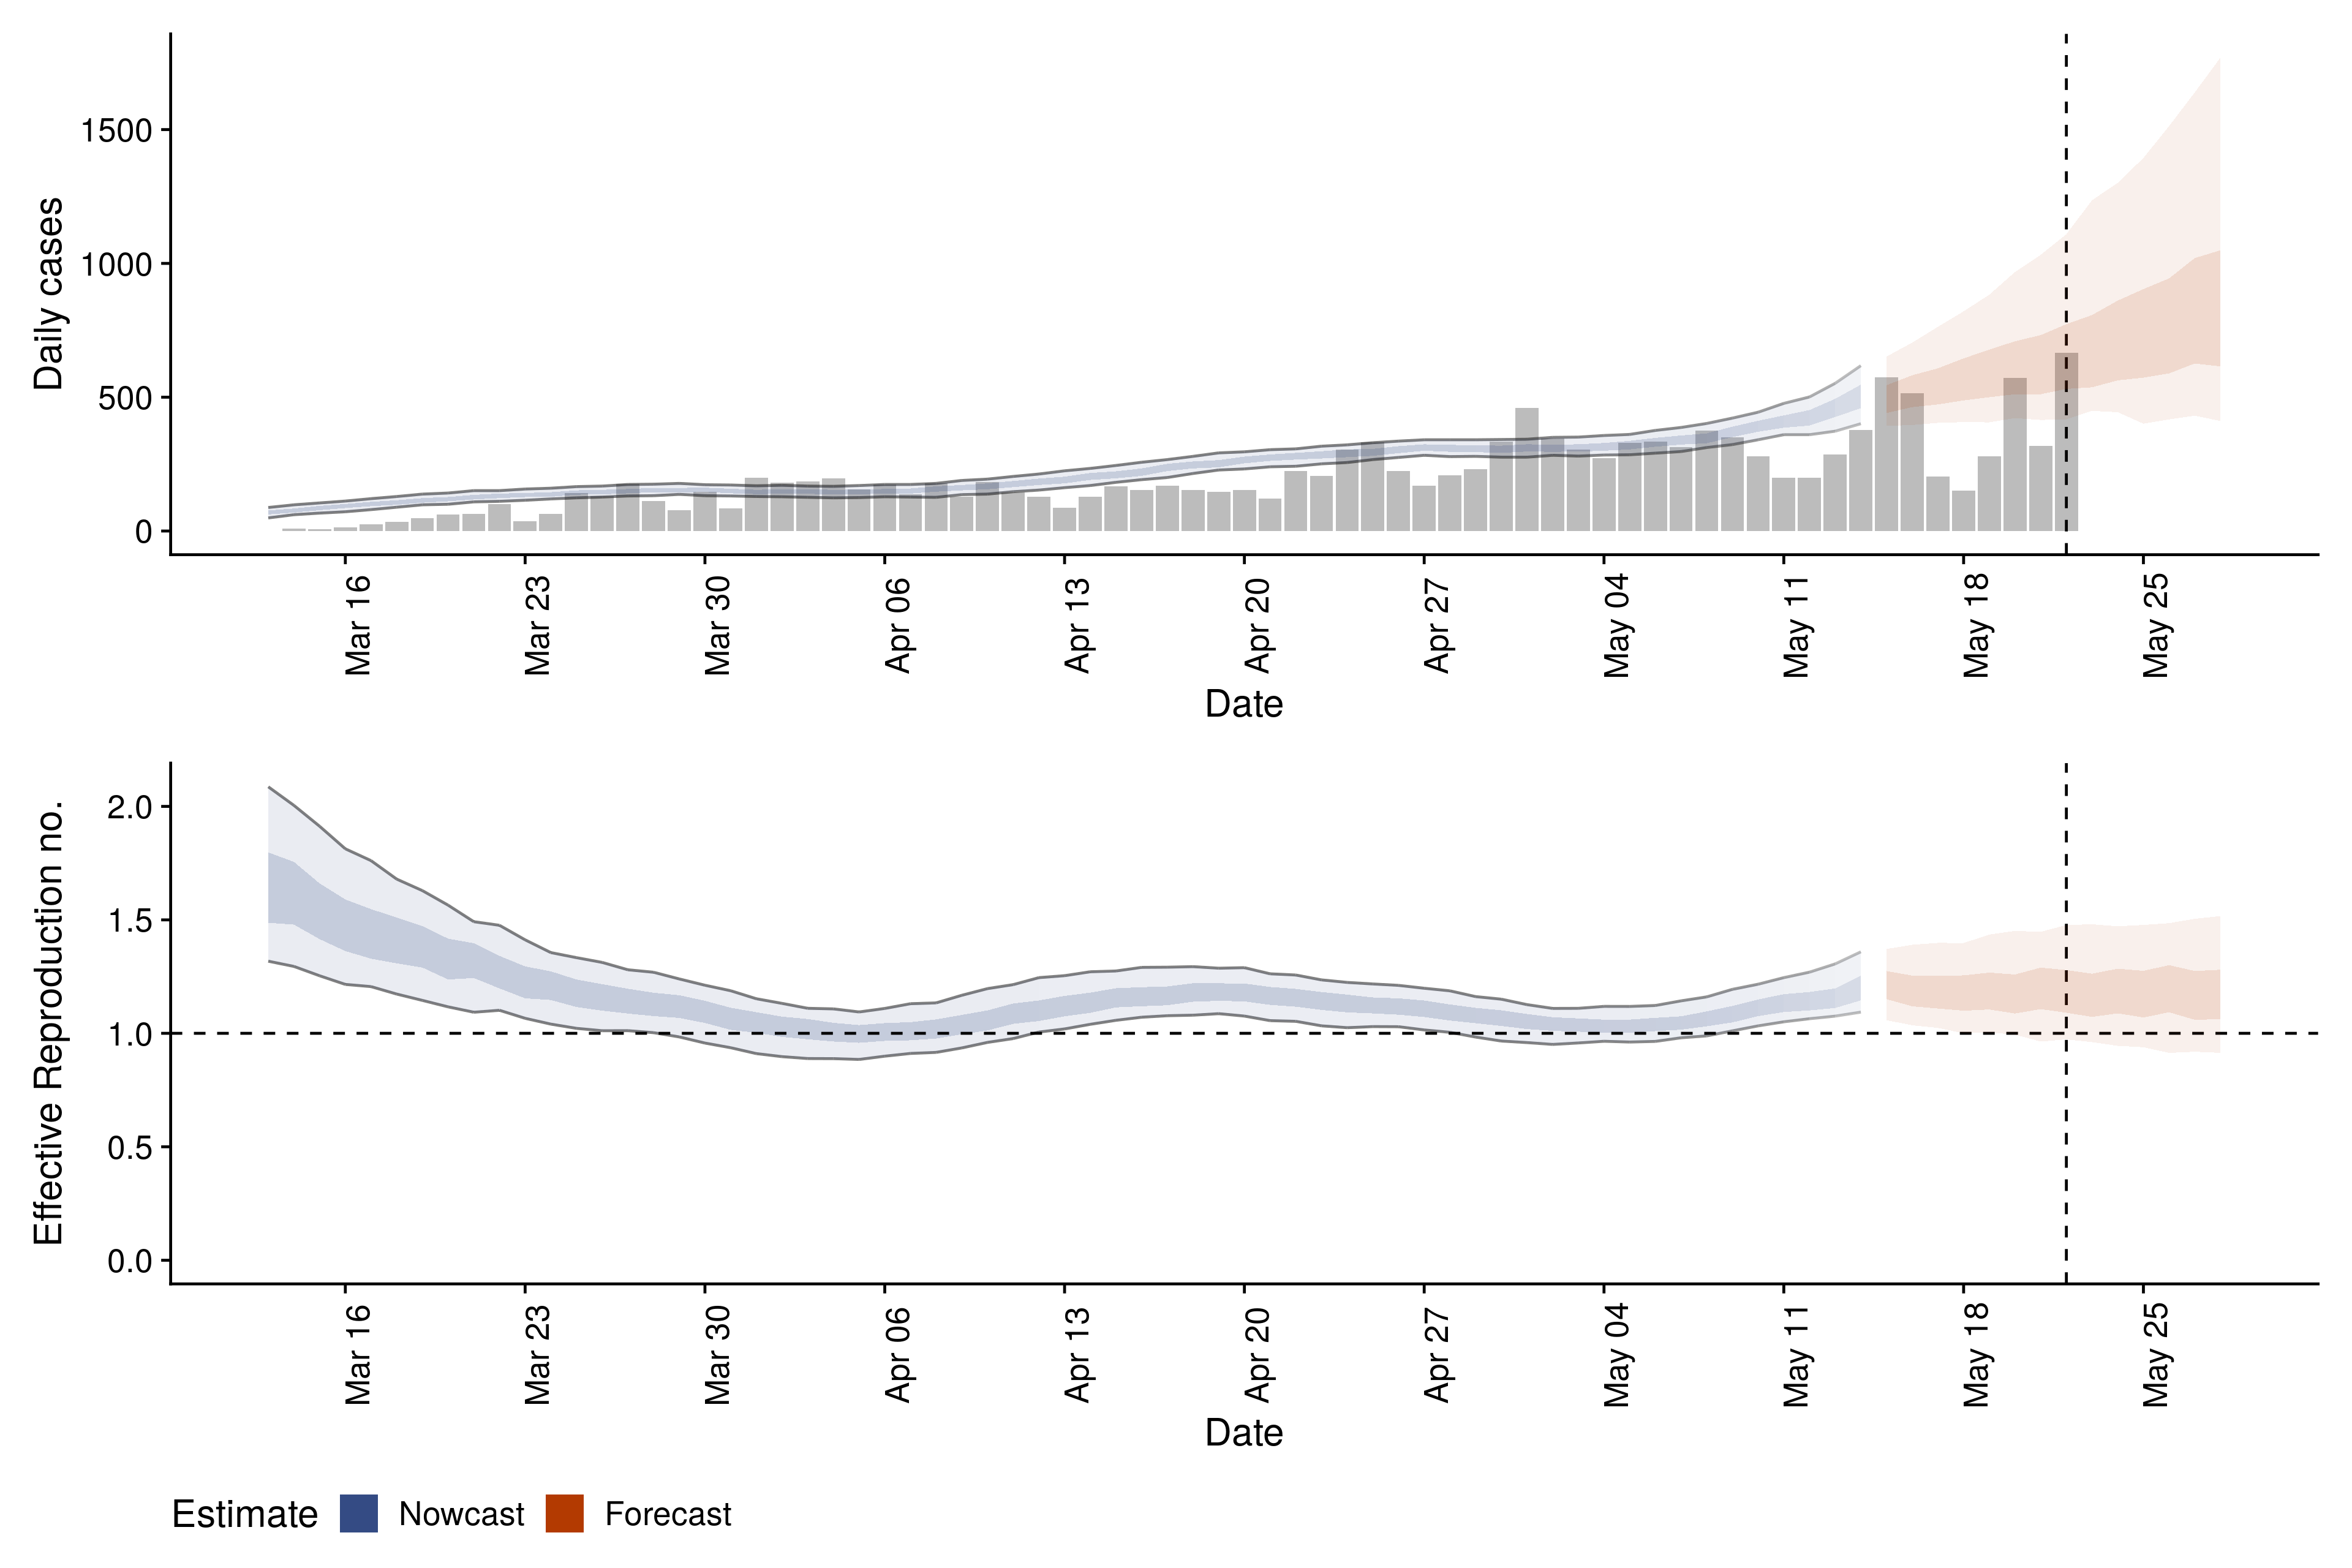 Daily cases
1500
1000
500
0
Mar 16
Mar 23
Mar 30
Apr 06
Apr 13
Apr 20
Apr 27
May 04
May 11
May 18
May 25
Date
Effective Reproduction no.
2.0
1.5
1.0
0.5
0.0
Mar 16
Mar 23
Mar 30
Apr 06
Apr 13
Apr 20
Apr 27
May 04
May 11
May 18
May 25
Date
Estimate Nowcast Forecast